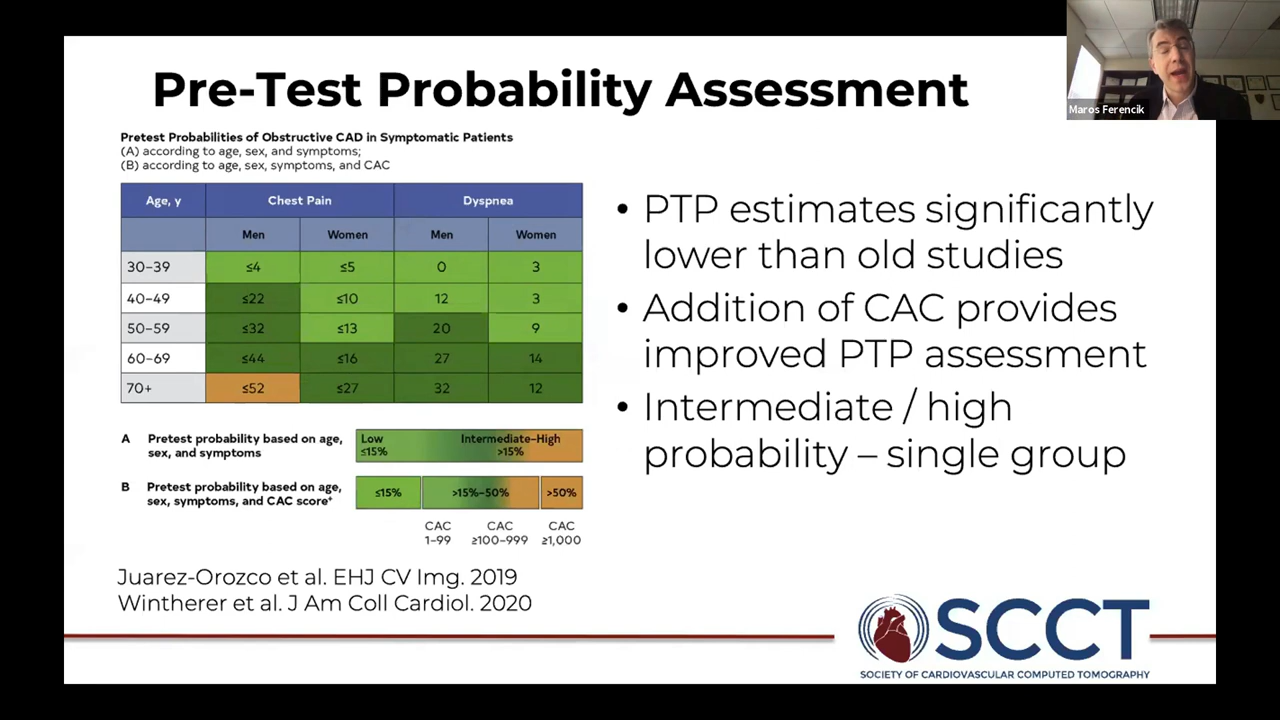 Pre-Test Probability Assessment
Maros Ferencik
Pretest Probabilities of Obstructive CAD in Symptomatic Patients
(A) according to age, sex, and symptoms;
(B) according to age, sex, symptoms, and CAC
Age, y Chest Pain Dyspnea
Men Women Men Women
30–39 ≤4 ≤5 0 3
40–49 ≤22 ≤10 12 3
50–59 ≤32 ≤13 20 9
60–69 ≤44 ≤16 27 14
70+ ≤52 ≤27 32 12
A Pretest probability based on age,
sex, and symptoms
Low Intermediate–High
≤15% >15%
B Pretest probability based on age,
sex, symptoms, and CAC score⁺
≤15% >15%–50% >50%
CAC CAC CAC
1–99 ≥100–999 ≥1,000
• PTP estimates significantly
lower than old studies
• Addition of CAC provides
improved PTP assessment
• Intermediate / high
probability – single group
Juarez-Orozco et al. EHJ CV Img. 2019
Wintherer et al. J Am Coll Cardiol. 2020
SCCT
SOCIETY OF CARDIOVASCULAR COMPUTED TOMOGRAPHY